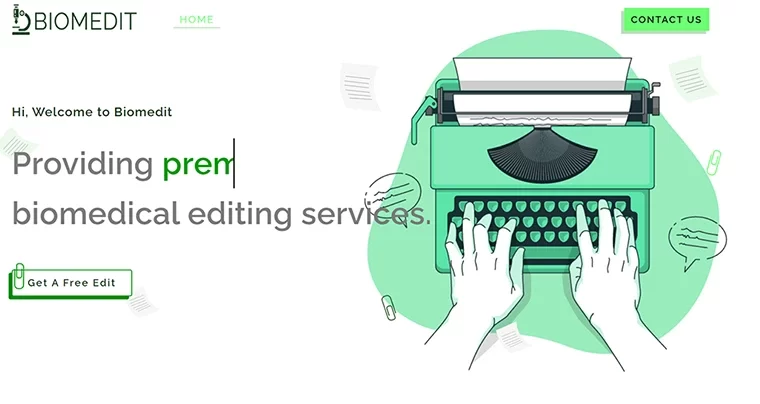 BIOMEDIT
HOME
CONTACT US
Hi, Welcome to Biomedit
Providing prem
biomedical editing services.
Get A Free Edit